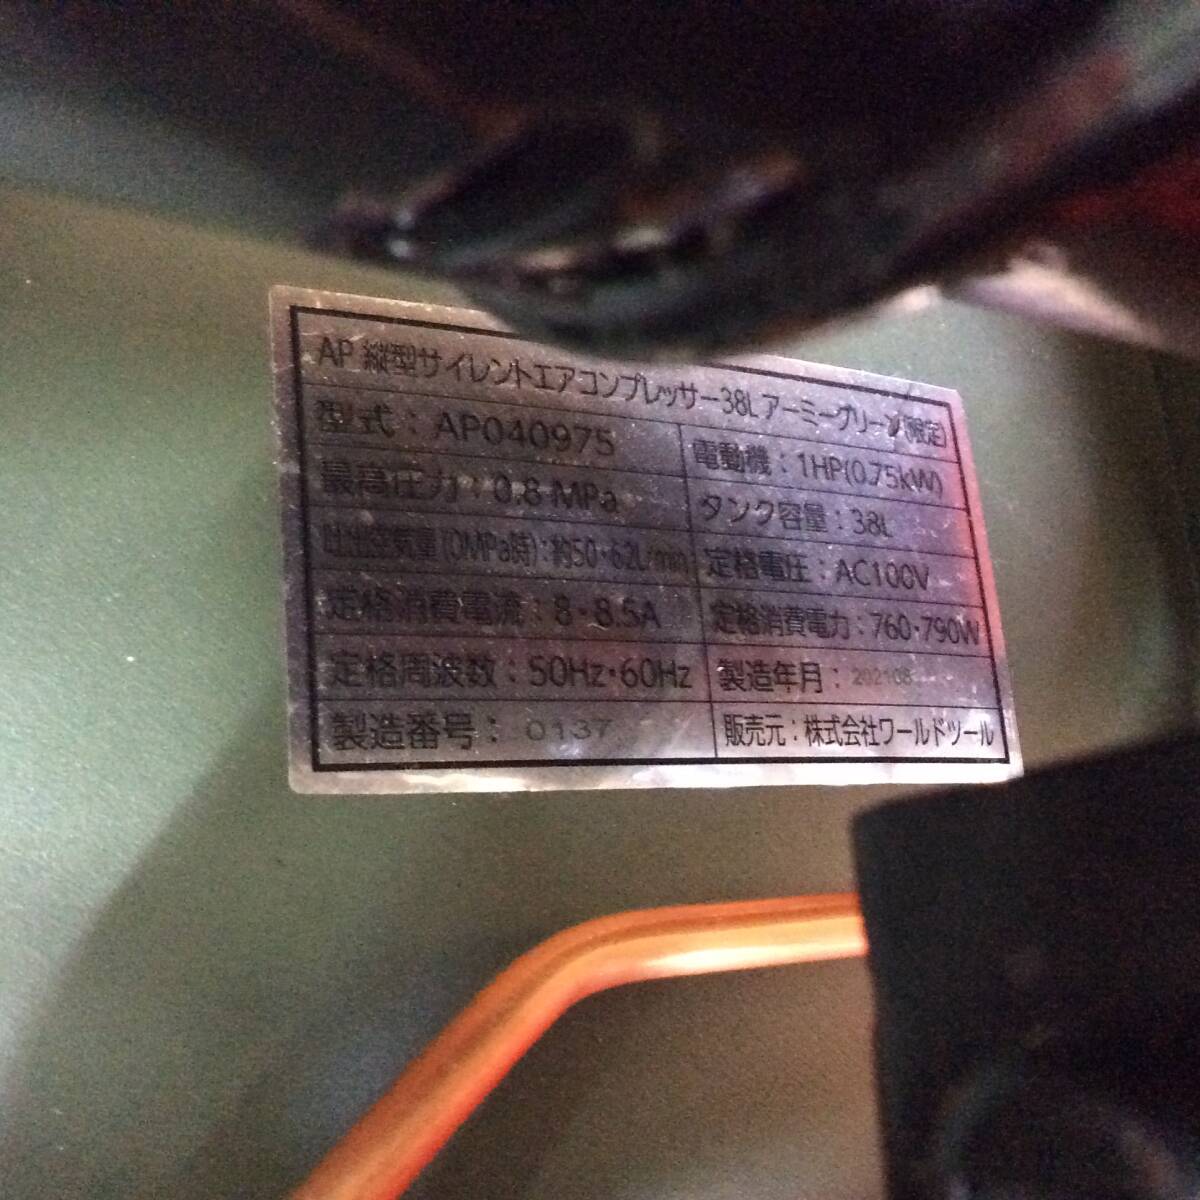 AP 縦型サイレントエアコンプレッサー38L アーミーグリーン(限定)
型式：AP040975
電動機：1HP(0.75kW)
最高圧力：0.8 MPa
タンク容量：38L
吐出空気量(0MPa時)：約50・62L/min
定格電圧：AC100V
定格消費電流：8・8.5A
定格消費電力：760・790W
定格周波数：50Hz・60Hz
製造年月：202108
製造番号：0137
販売元：株式会社ワールドツール